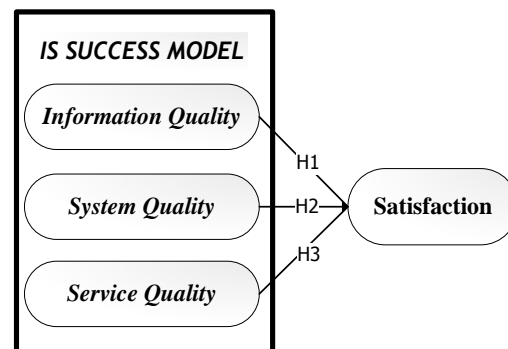 IS SUCCESS MODEL
Information Quality
H1
System Quality
H2
Satisfaction
H3
Service Quality